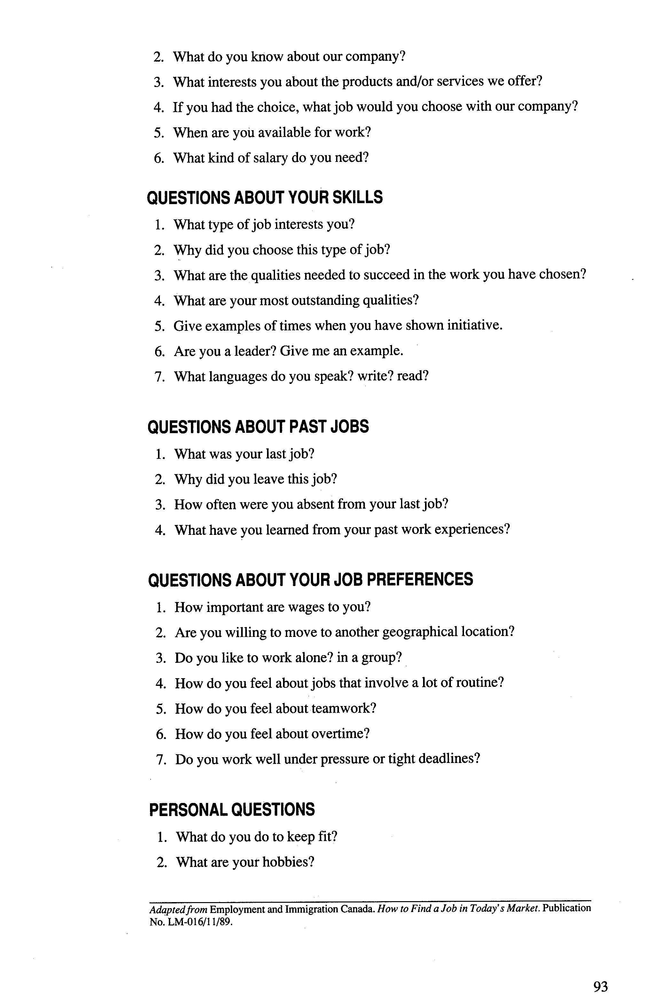 2. What do you know about our company?
3. What interests you about the products and/or services we offer?
4. If you had the choice, what job would you choose with our company?
5. When are you available for work?
6. What kind of salary do you need?
QUESTIONS ABOUT YOUR SKILLS
1. What type of job interests you?
2. Why did you choose this type of job?
3. What are the qualities needed to succeed in the work you have chosen?
4. What are your most outstanding qualities?
5. Give examples of times when you have shown initiative.
6. Are you a leader? Give me an example.
7. What languages do you speak? write? read?
QUESTIONS ABOUT PAST JOBS
1. What was your last job?
2. Why did you leave this job?
3. How often were you absent from your last job?
4. What have you learned from your past work experiences?
QUESTIONS ABOUT YOUR JOB PREFERENCES
1. How important are wages to you?
2. Are you willing to move to another geographical location?
3. Do you like to work alone? in a group?
4. How do you feel about jobs that involve a lot of routine?
5. How do you feel about teamwork?
6. How do you feel about overtime?
7. Do you work well under pressure or tight deadlines?
PERSONAL QUESTIONS
1. What do you do to keep fit?
2. What are your hobbies?
Adapted from Employment and Immigration Canada. How to Find a Job in Today's Market. Publication
No. LM-016/11/89.
93